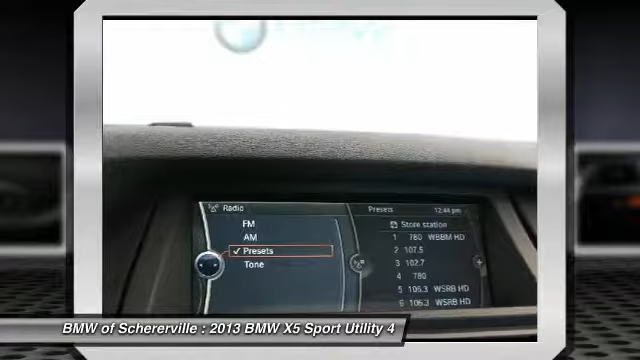 Radio
FM
AM
✓ Presets
Tone
Presets 12:44 pm
Store station
1 780 WBBM HD
2 107.5
3 102.7
4 780
5 106.3 WSRB HD
6 106.3 WSRB HD
BMW of Schererville : 2013 BMW X5 Sport Utility 4